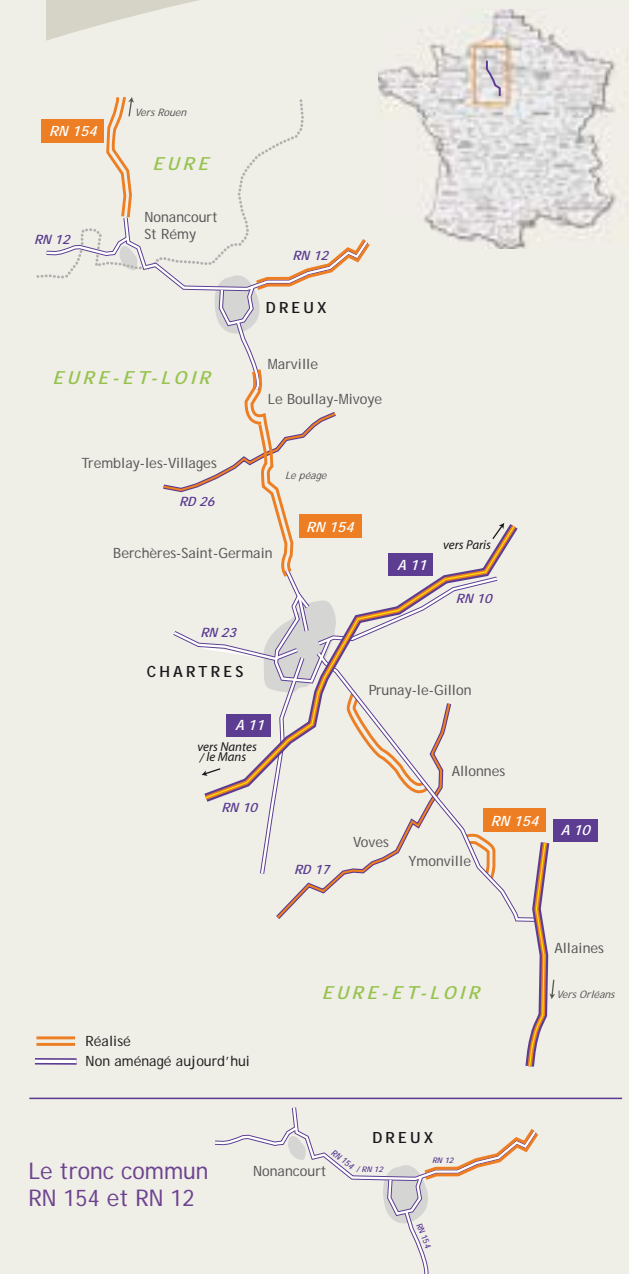 Vers Rouen
RN 154
EURE
Nonancourt
St Rémy
RN 12
RN 12
DREUX
Marville
EURE-ET-LOIR
Le Boullay-Mivoye
Tremblay-les-Villages
Le péage
RD 26
RN 154
vers Paris
Berchères-Saint-Germain
A 11
RN 10
RN 23
CHARTRES
Prunay-le-Gillon
A 11
vers Nantes
/ le Mans
Allonnes
RN 10
RN 154
A 10
Voves
Ymonville
RD 17
Allaines
EURE-ET-LOIR
Vers Orléans
Réalisé
Non aménagé aujourd'hui
DREUX
RN 154 / RN 12
RN 12
Nonancourt
Le tronc commun
RN 154 et RN 12
RN 154